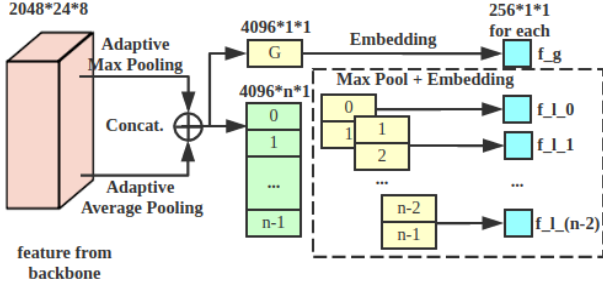 2048*24*8
Adaptive
Max Pooling
Concat.
Adaptive
Average Pooling
feature from
backbone
4096*1*1
G
4096*n*1
0
1
...
n-1
Embedding
256*1*1
for each
f_g
Max Pool + Embedding
0
1
f_l_0
1
2
f_l_1
...
...
n-2
n-1
f_l_(n-2)